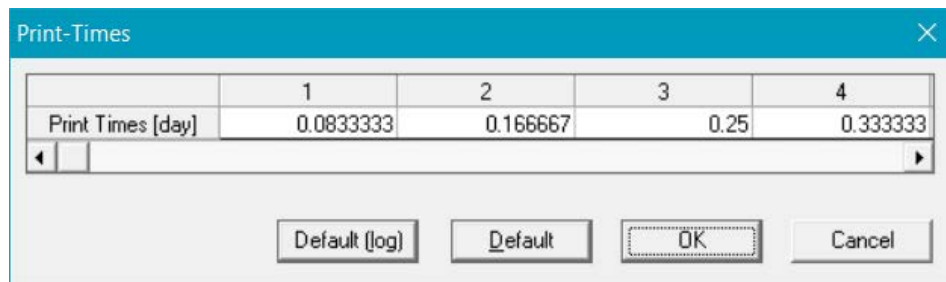 Print-Times
1 2 3 4
Print Times [day] 0.0833333 0.166667 0.25 0.333333
Default (log) Default OK Cancel